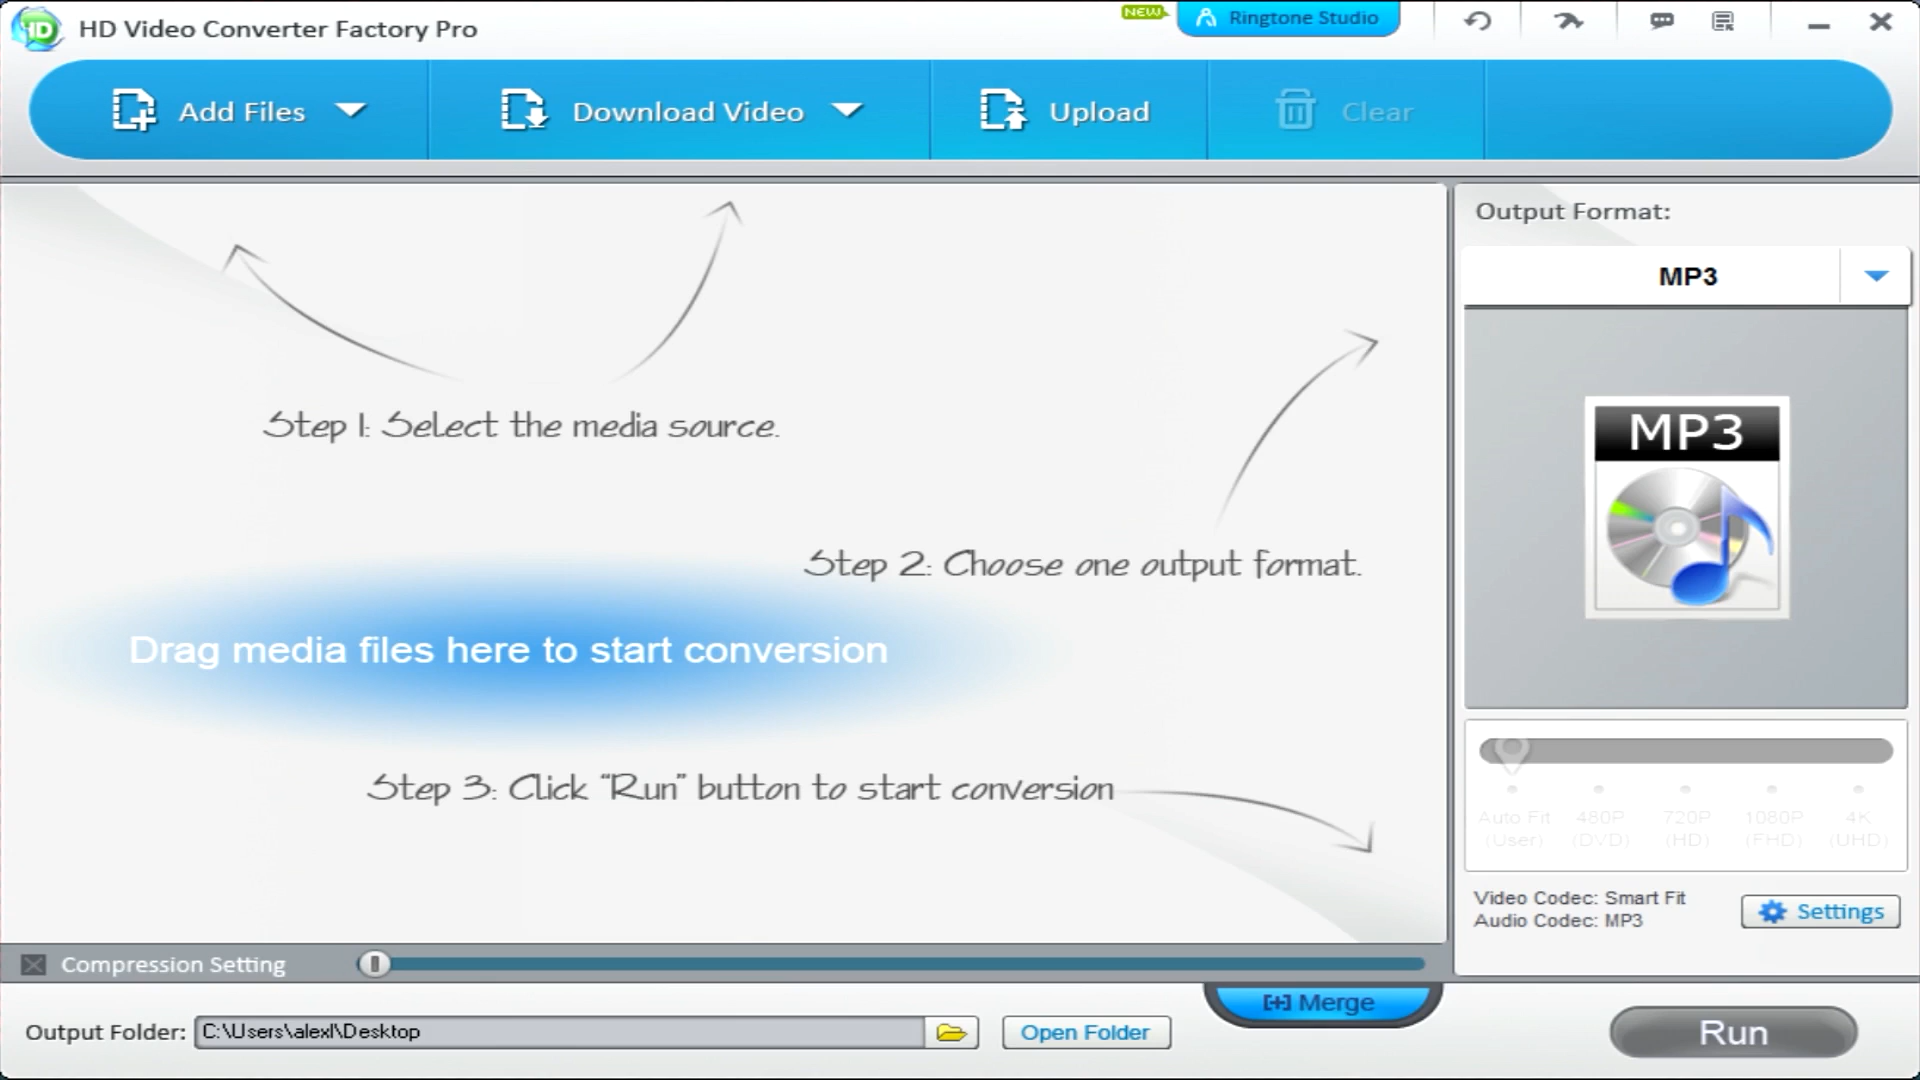 HD Video Converter Factory Pro
NEW
Ringtone Studio
Add Files
Download Video
Upload
Clear
Output Format:
MP3
MP3
Step 1: Select the media source.
Step 2: Choose one output format.
Drag media files here to start conversion
Step 3: Click "Run" button to start conversion
Auto Fit 480P 720P 1080P 4K
(User) (DVD) (HD) (FHD) (UHD)
Video Codec: Smart Fit
Audio Codec: MP3
Settings
Compression Setting
[+] Merge
Output Folder: C:\Users\alexl\Desktop
Open Folder
Run